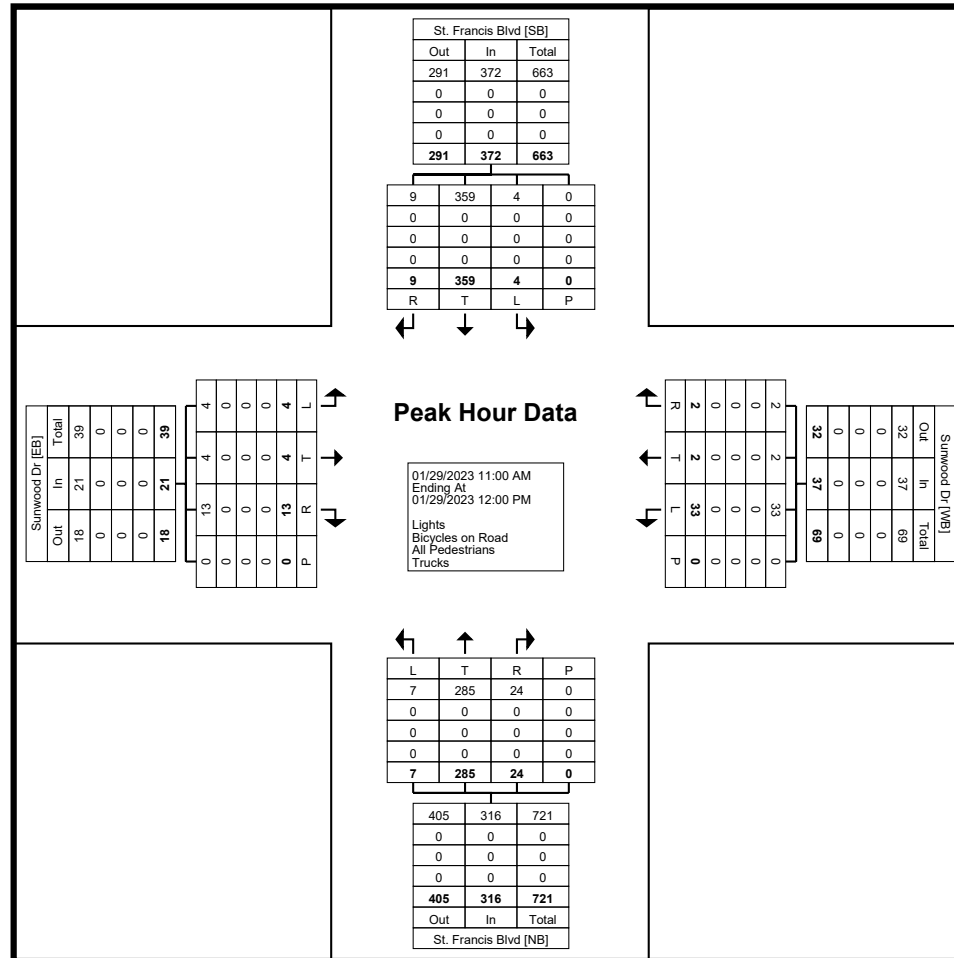 St. Francis Blvd [SB]
Out In Total
291 372 663
0 0 0
0 0 0
0 0 0
291 372 663
9 359 4 0
0 0 0 0
0 0 0 0
0 0 0 0
9 359 4 0
R T L P
Sunwood Dr [EB]
Total 39 0 0 0 39
In 21 0 0 0 21
Out 18 0 0 0 18
4 0 0 0 4 L
4 0 0 0 4 T
13 0 0 0 13 R
0 0 0 0 0 P
Peak Hour Data
01/29/2023 11:00 AM
Ending At
01/29/2023 12:00 PM
Lights
Bicycles on Road
All Pedestrians
Trucks
R 2 0 0 0 2
T 2 0 0 0 2
L 33 0 0 0 33
P 0 0 0 0 0
32 0 0 0 32 Out
37 0 0 0 37 In
69 0 0 0 69 Total
Sunwood Dr [WB]
L T R P
7 285 24 0
0 0 0 0
0 0 0 0
0 0 0 0
7 285 24 0
405 316 721
0 0 0
0 0 0
0 0 0
405 316 721
Out In Total
St. Francis Blvd [NB]